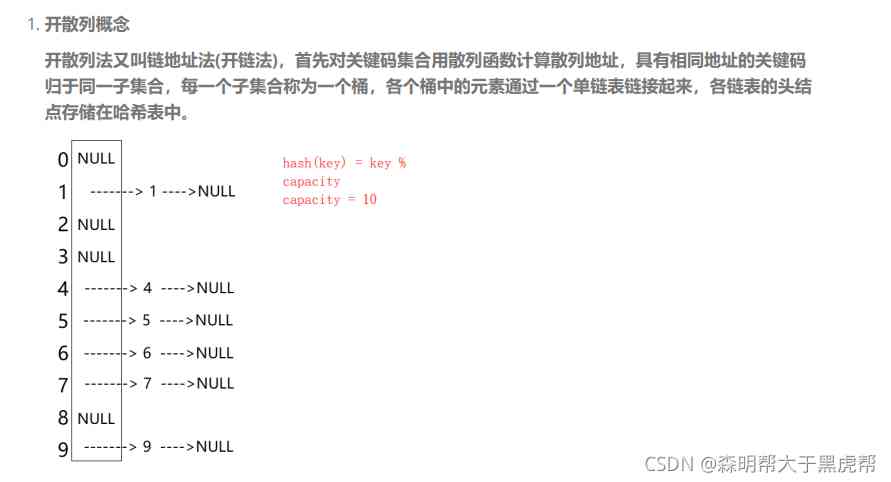 1. 开散列概念
开散列法又叫链地址法(开链法)，首先对关键码集合用散列函数计算散列地址，具有相同地址的关键码
归于同一子集合，每一个子集合称为一个桶，各个桶中的元素通过一个单链表链接起来，各链表的头结
点存储在哈希表中。
0 NULL
hash(key) = key %
capacity
capacity = 10
1 -------> 1 ---->NULL
2 NULL
3 NULL
4 -------> 4 ---->NULL
5 -------> 5 ---->NULL
6 -------> 6 ---->NULL
7 -------> 7 ---->NULL
8 NULL
9 -------> 9 ---->NULL
CSDN @森明帮大于黑虎帮